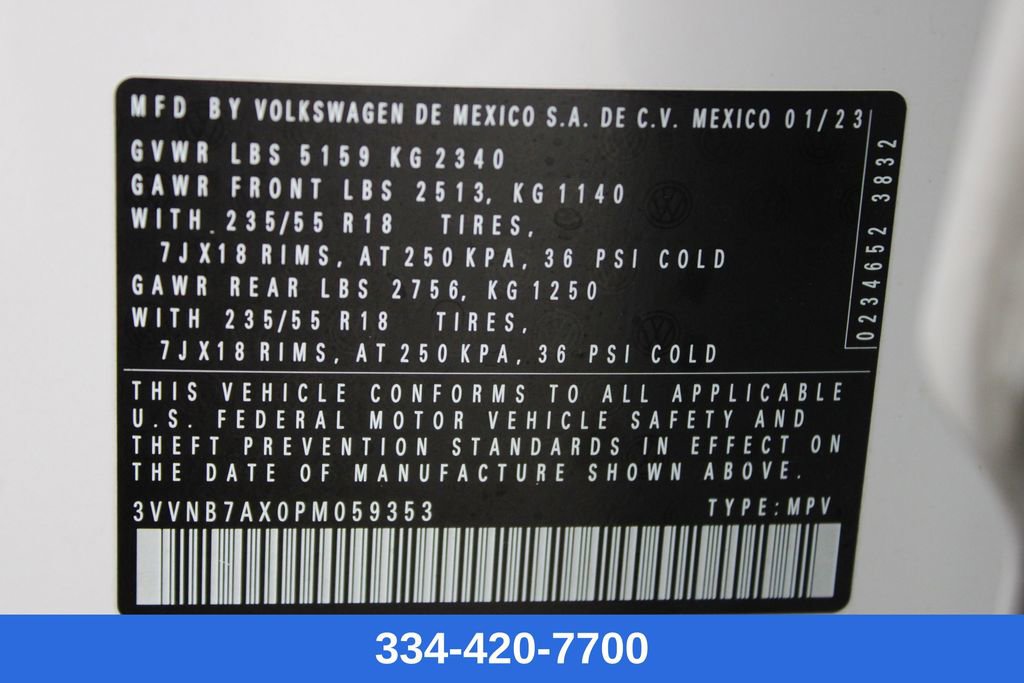 MFD BY VOLKSWAGEN DE MEXICO S.A. DE C.V. MEXICO 01/23
GVWR LBS 5159 KG 2340
GAWR FRONT LBS 2513, KG 1140
WITH 235/55 R18 TIRES,
7JX18 RIMS, AT 250 KPA, 36 PSI COLD
GAWR REAR LBS 2756, KG 1250
WITH 235/55 R18 TIRES,
7JX18 RIMS, AT 250 KPA, 36 PSI COLD
0234652 3832
THIS VEHICLE CONFORMS TO ALL APPLICABLE
U.S. FEDERAL MOTOR VEHICLE SAFETY AND
THEFT PREVENTION STANDARDS IN EFFECT ON
THE DATE OF MANUFACTURE SHOWN ABOVE.
3VVNB7AX0PM059353 TYPE: MPV
334-420-7700